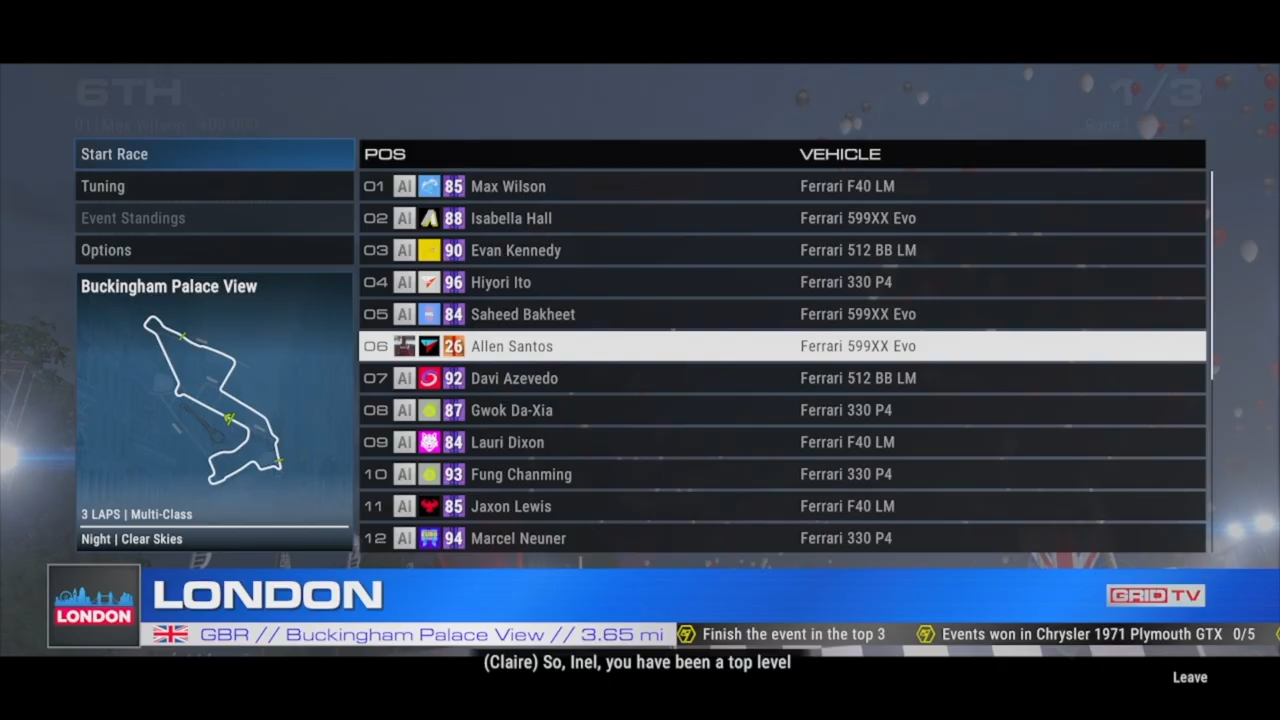 6TH
1/3
01 | Max Wilson
Start Race
Tuning
Event Standings
Options
Buckingham Palace View
3 LAPS | Multi-Class
Night | Clear Skies
POS VEHICLE
01 AI 85 Max Wilson Ferrari F40 LM
02 AI 88 Isabella Hall Ferrari 599XX Evo
03 AI 90 Evan Kennedy Ferrari 512 BB LM
04 AI 96 Hiyori Ito Ferrari 330 P4
05 AI 84 Saheed Bakheet Ferrari 599XX Evo
06 26 Allen Santos Ferrari 599XX Evo
07 AI 92 Davi Azevedo Ferrari 512 BB LM
08 AI 87 Gwok Da-Xia Ferrari 330 P4
09 AI 84 Lauri Dixon Ferrari F40 LM
10 AI 93 Fung Chanming Ferrari 330 P4
11 AI 85 Jaxon Lewis Ferrari F40 LM
12 AI 94 Marcel Neuner Ferrari 330 P4
LONDON
LONDON
GRID TV
GBR // Buckingham Palace View // 3.65 mi
Finish the event in the top 3
Events won in Chrysler 1971 Plymouth GTX 0/5
(Claire) So, Inel, you have been a top level
Leave